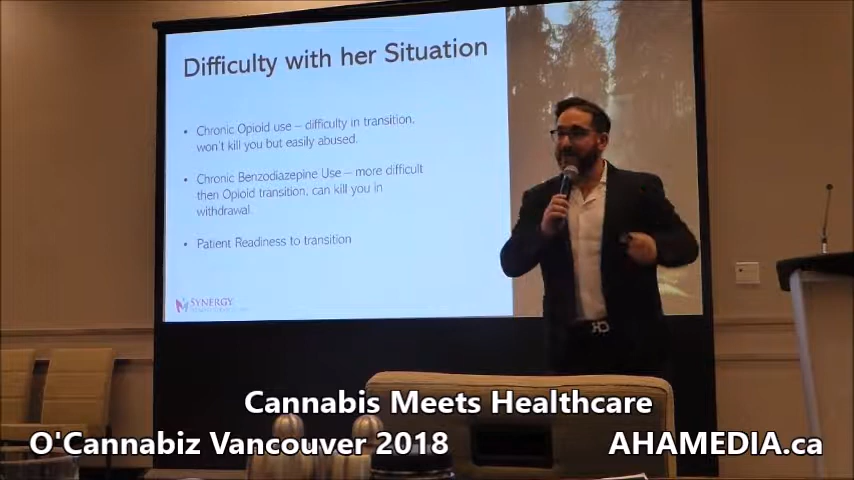 Difficulty with her Situation
• Chronic Opioid use – difficulty in transition,
won't kill you but easily abused.
• Chronic Benzodiazepine Use – more difficult
then Opioid transition, can kill you in
withdrawal.
• Patient Readiness to transition
SYNERGY
Cannabis Meets Healthcare
O'Cannabiz Vancouver 2018
AHAMEDIA.ca